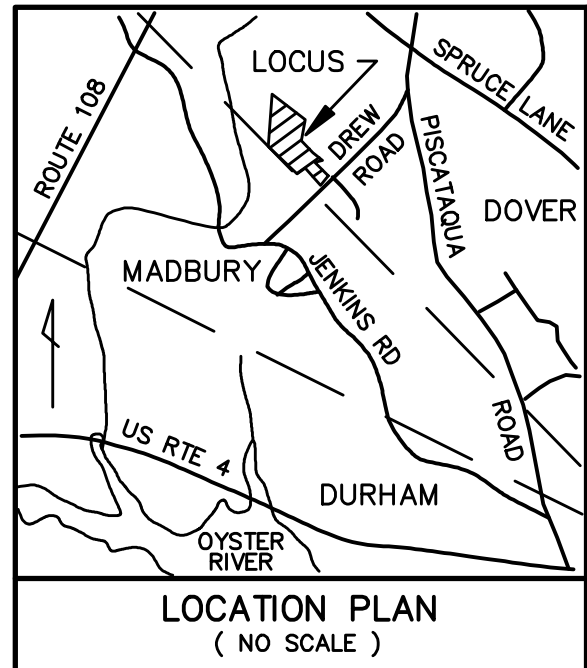 LOCUS
SPRUCE LANE
ROUTE 108
DREW
ROAD
PISCATAQUA
ROAD
DOVER
MADBURY
JENKINS RD
US RTE 4
DURHAM
OYSTER
RIVER
LOCATION PLAN
( NO SCALE )